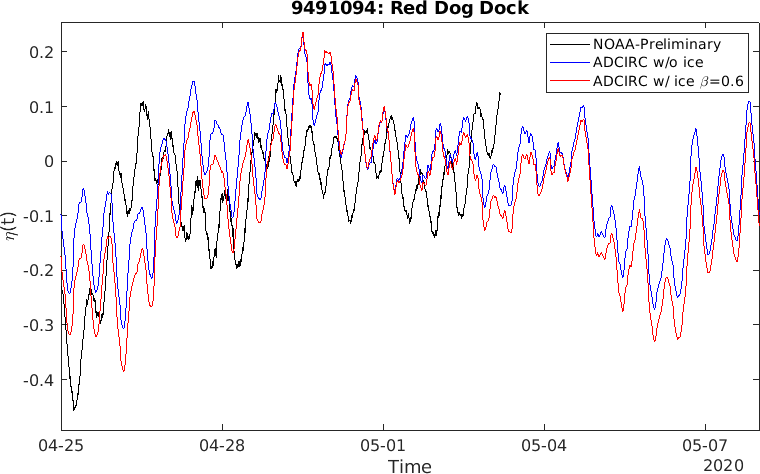 9491094: Red Dog Dock
NOAA-Preliminary
ADCIRC w/o ice
ADCIRC w/ ice β=0.6
η(t)
0.2
0.1
0
-0.1
-0.2
-0.3
-0.4
04-25
04-28
05-01
05-04
05-07
Time
2020